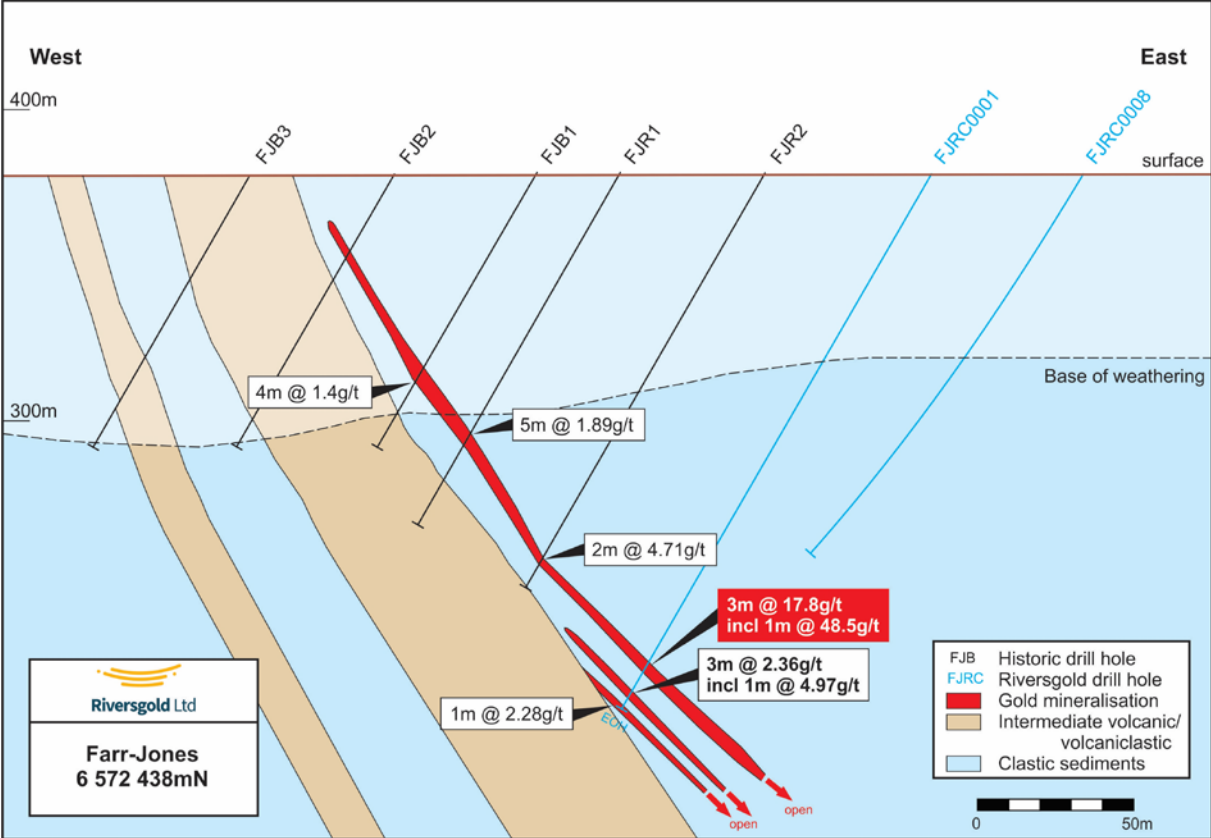 West
East
400m
FJB3
FJB2
FJB1
FJR1
FJR2
FJRC0001
FJRC0008
surface
Base of weathering
4m @ 1.4g/t
300m
5m @ 1.89g/t
2m @ 4.71g/t
3m @ 17.8g/t
incl 1m @ 48.5g/t
3m @ 2.36g/t
incl 1m @ 4.97g/t
1m @ 2.28g/t
EOH
open
open
Riversgold Ltd
Farr-Jones
6 572 438mN
FJB Historic drill hole
FJRC Riversgold drill hole
Gold mineralisation
Intermediate volcanic/
volcaniclastic
Clastic sediments
0 50m